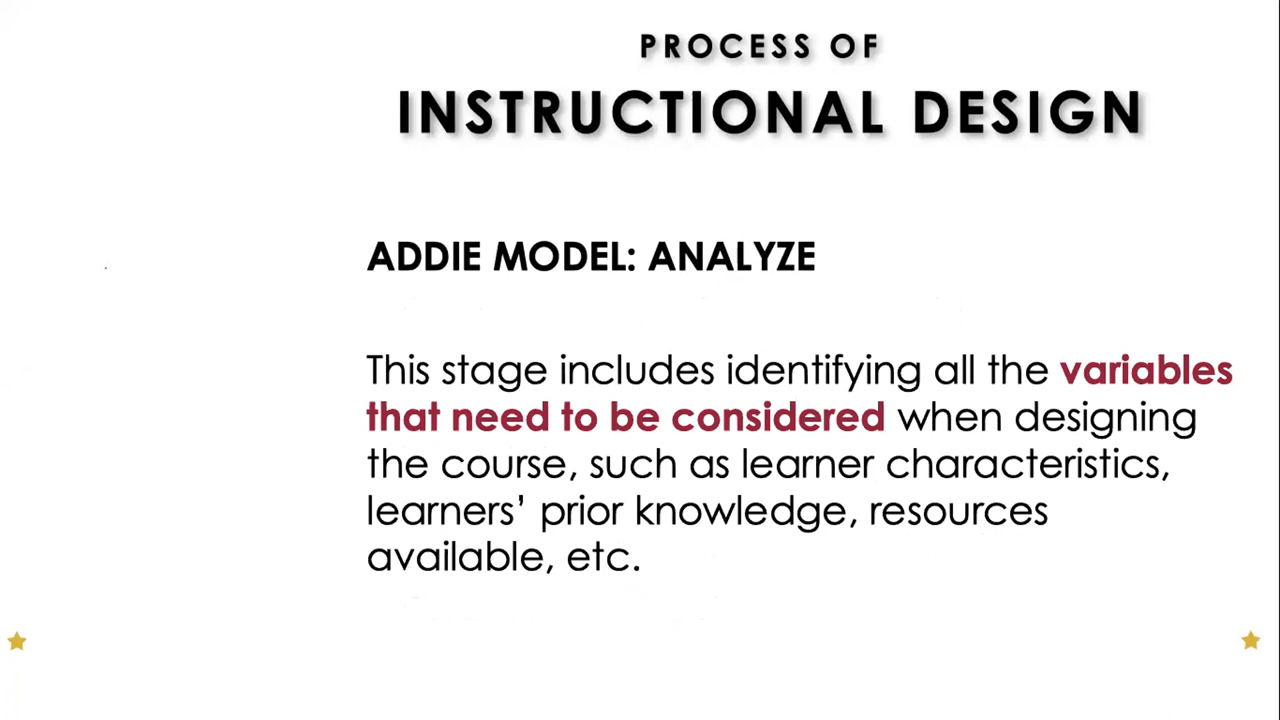 PROCESS OF
INSTRUCTIONAL DESIGN
ADDIE MODEL: ANALYZE
This stage includes identifying all the variables
that need to be considered when designing
the course, such as learner characteristics,
learners’ prior knowledge, resources
available, etc.